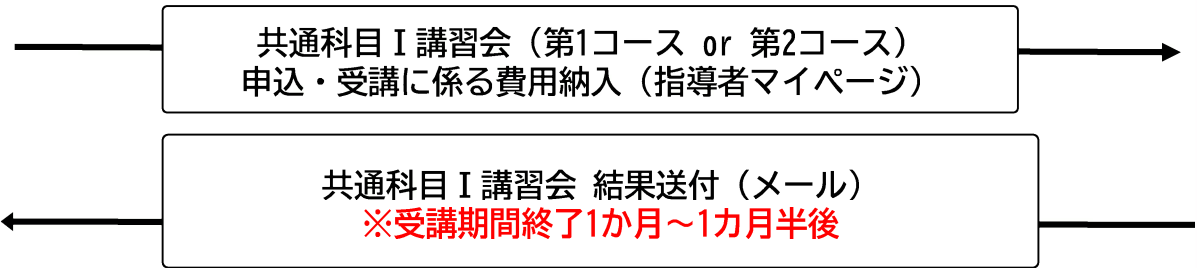 共通科目Ⅰ講習会（第1コース or 第2コース）
申込・受講に係る費用納入（指導者マイページ）
共通科目Ⅰ講習会 結果送付（メール）
※受講期間終了1か月～1カ月半後